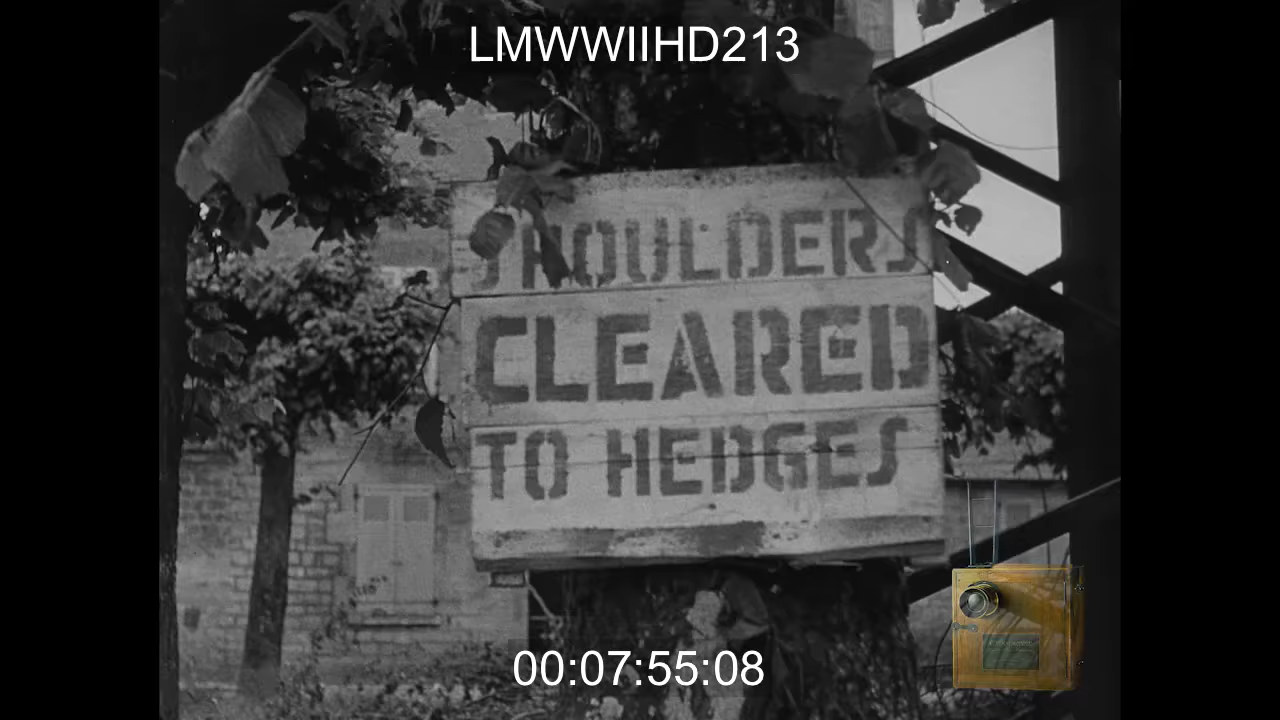 LMWWIIHD213
SHOULDERS
CLEARED
TO HEDGES
00:07:55:08